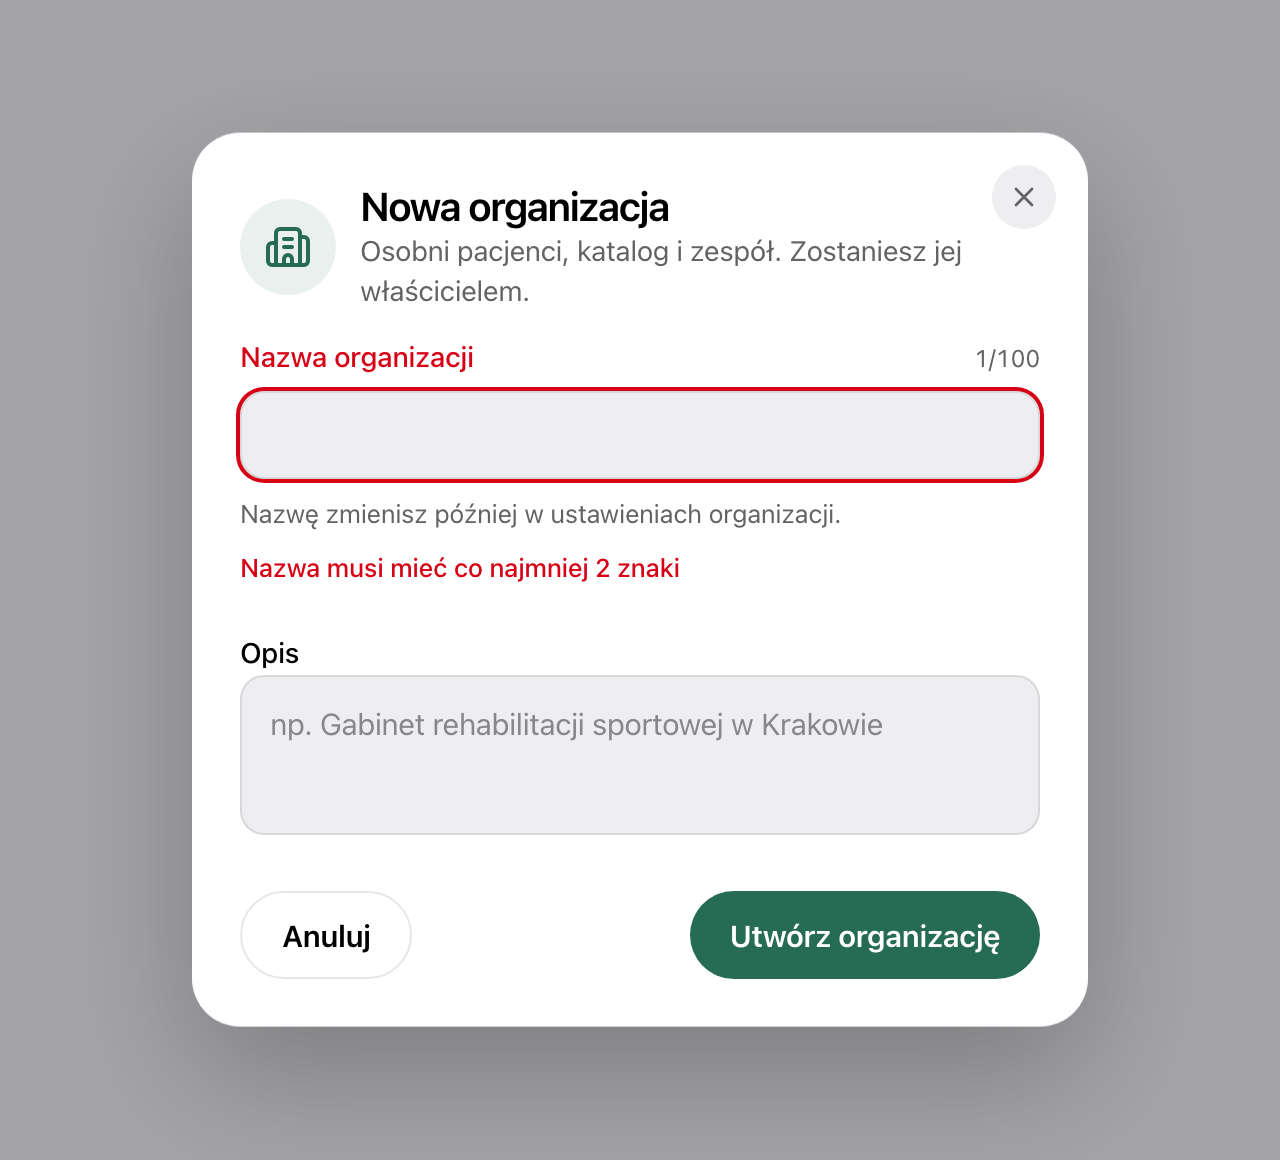 Nowa organizacja
Osobni pacjenci, katalog i zespół. Zostaniesz jej
właścicielem.
Nazwa organizacji 1/100
Nazwę zmienisz później w ustawieniach organizacji.
Nazwa musi mieć co najmniej 2 znaki
Opis
np. Gabinet rehabilitacji sportowej w Krakowie
Anuluj Utwórz organizację